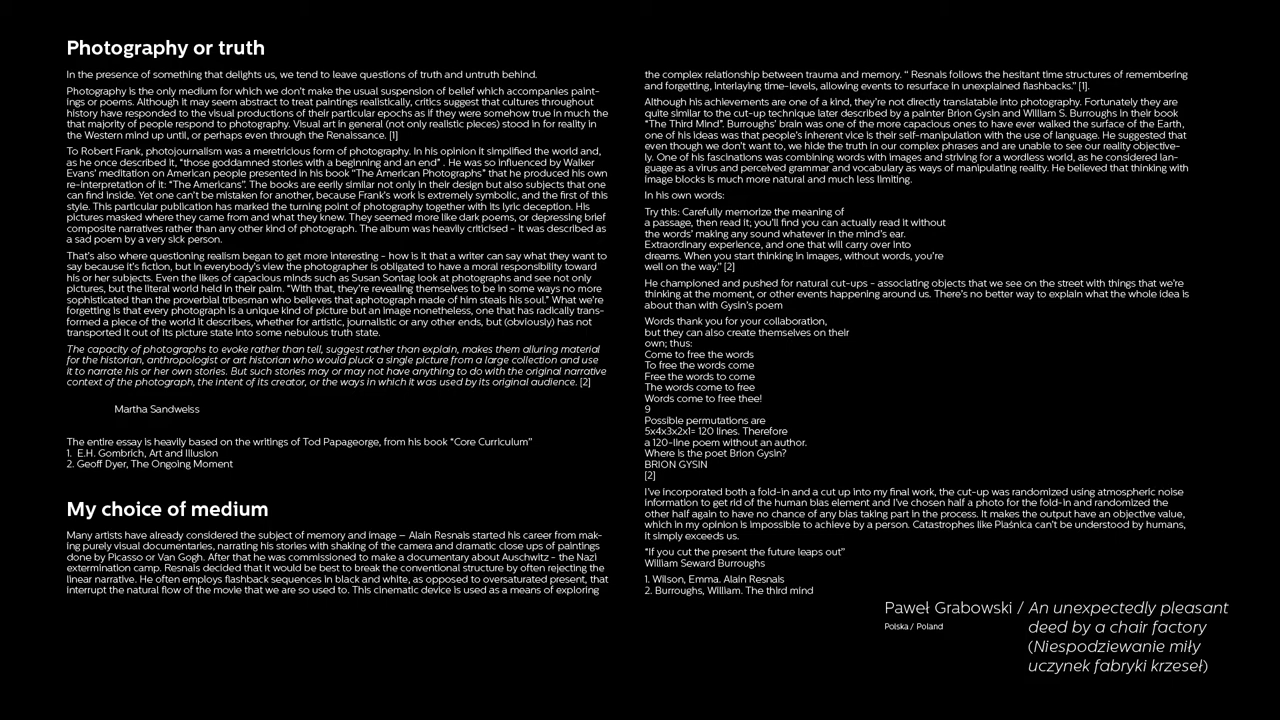 Photography or truth
In the presence of something that delights us, we tend to leave questions of truth and untruth behind.
Photography is the only medium for which we don't make the usual suspension of belief which accompanies paint-
ings or poems. Although it may seem abstract to treat paintings realistically, critics suggest that cultures throughout
history have responded to the visual productions of their particular epochs as if they were somehow true in much the
that majority of people respond to photography. Visual art in general (not only realistic pieces) stood in for reality in
the Western mind up until, or perhaps even through the Renaissance. [1]
To Robert Frank, photojournalism was a meretricious form of photography. In his opinion it simplified the world and,
as he once described it, "those goddamned stories with a beginning and an end" . He was so influenced by Walker
Evans' meditation on American people presented in his book "The American Photographs" that he produced his own
re-interpretation of it: "The Americans". The books are eerily similar not only in their design but also subjects that one
can find inside. Yet one can't be mistaken for another, because Frank's work is extremely symbolic, and the first of this
style. This particular publication has marked the turning point of photography together with its lyric deception. His
pictures masked where they came from and what they knew. They seemed more like dark poems, or depressing brief
composite narratives rather than any other kind of photograph. The album was heavily criticised - it was described as
a sad poem by a very sick person.
That's also where questioning realism began to get more interesting - how is it that a writer can say what they want to
say because it's fiction, but in everybody's view the photographer is obligated to have a moral responsibility toward
his or her subjects. Even the likes of capacious minds such as Susan Sontag look at photographs and see not only
pictures, but the literal world held in their palm. "With that, they're revealing themselves to be in some ways no more
sophisticated than the proverbial tribesman who believes that aphotograph made of him steals his soul." What we're
forgetting is that every photograph is a unique kind of picture but an image nonetheless, one that has radically trans-
formed a piece of the world it describes, whether for artistic, journalistic or any other ends, but (obviously) has not
transported it out of its picture state into some nebulous truth state.
The capacity of photographs to evoke rather than tell, suggest rather than explain, makes them alluring material
for the historian, anthropologist or art historian who would pluck a single picture from a large collection and use
it to narrate his or her own stories. But such stories may or may not have anything to do with the original narrative
context of the photograph, the intent of its creator, or the ways in which it was used by its original audience. [2]
Martha Sandweiss
The entire essay is heavily based on the writings of Tod Papageorge, from his book "Core Curriculum"
1. E.H. Gombrich, Art and Illusion
2. Geoff Dyer, The Ongoing Moment
My choice of medium
Many artists have already considered the subject of memory and image – Alain Resnais started his career from mak-
ing purely visual documentaries, narrating his stories with shaking of the camera and dramatic close ups of paintings
done by Picasso or Van Gogh. After that he was commissioned to make a documentary about Auschwitz - the Nazi
extermination camp. Resnais decided that it would be best to break the conventional structure by often rejecting the
linear narrative. He often employs flashback sequences in black and white, as opposed to oversaturated present, that
interrupt the natural flow of the movie that we are so used to. This cinematic device is used as a means of exploring
the complex relationship between trauma and memory. " Resnais follows the hesitant time structures of remembering
and forgetting, interlaying time-levels, allowing events to resurface in unexplained flashbacks." [1].
Although his achievements are one of a kind, they're not directly translatable into photography. Fortunately they are
quite similar to the cut-up technique later described by a painter Brion Gysin and William S. Burroughs in their book
"The Third Mind". Burroughs' brain was one of the more capacious ones to have ever walked the surface of the Earth,
one of his ideas was that people's inherent vice is their self-manipulation with the use of language. He suggested that
even though we don't want to, we hide the truth in our complex phrases and are unable to see our reality objective-
ly. One of his fascinations was combining words with images and striving for a wordless world, as he considered lan-
guage as a virus and perceived grammar and vocabulary as ways of manipulating reality. He believed that thinking with
image blocks is much more natural and much less limiting.
In his own words:
Try this: Carefully memorize the meaning of
a passage, then read it; you'll find you can actually read it without
the words' making any sound whatever in the mind's ear.
Extraordinary experience, and one that will carry over into
dreams. When you start thinking in images, without words, you're
well on the way." [2]
He championed and pushed for natural cut-ups - associating objects that we see on the street with things that we're
thinking at the moment, or other events happening around us. There's no better way to explain what the whole idea is
about than with Gysin's poem
Words thank you for your collaboration,
but they can also create themselves on their
own; thus:
Come to free the words
To free the words come
Free the words to come
The words come to free
Words come to free thee!
9
Possible permutations are
5x4x3x2x1= 120 lines. Therefore
a 120-line poem without an author.
Where is the poet Brion Gysin?
BRION GYSIN
[2]
I've incorporated both a fold-in and a cut up into my final work, the cut-up was randomized using atmospheric noise
information to get rid of the human bias element and I've chosen half a photo for the fold-in and randomized the
other half again to have no chance of any bias taking part in the process. It makes the output have an objective value,
which in my opinion is impossible to achieve by a person. Catastrophes like Piaśnica can't be understood by humans,
it simply exceeds us.
"If you cut the present the future leaps out"
William Seward Burroughs
1. Wilson, Emma. Alain Resnais
2. Burroughs, William. The third mind
Paweł Grabowski / An unexpectedly pleasant
Polska / Poland deed by a chair factory
(Niespodziewanie miły
uczynek fabryki krzeseł)